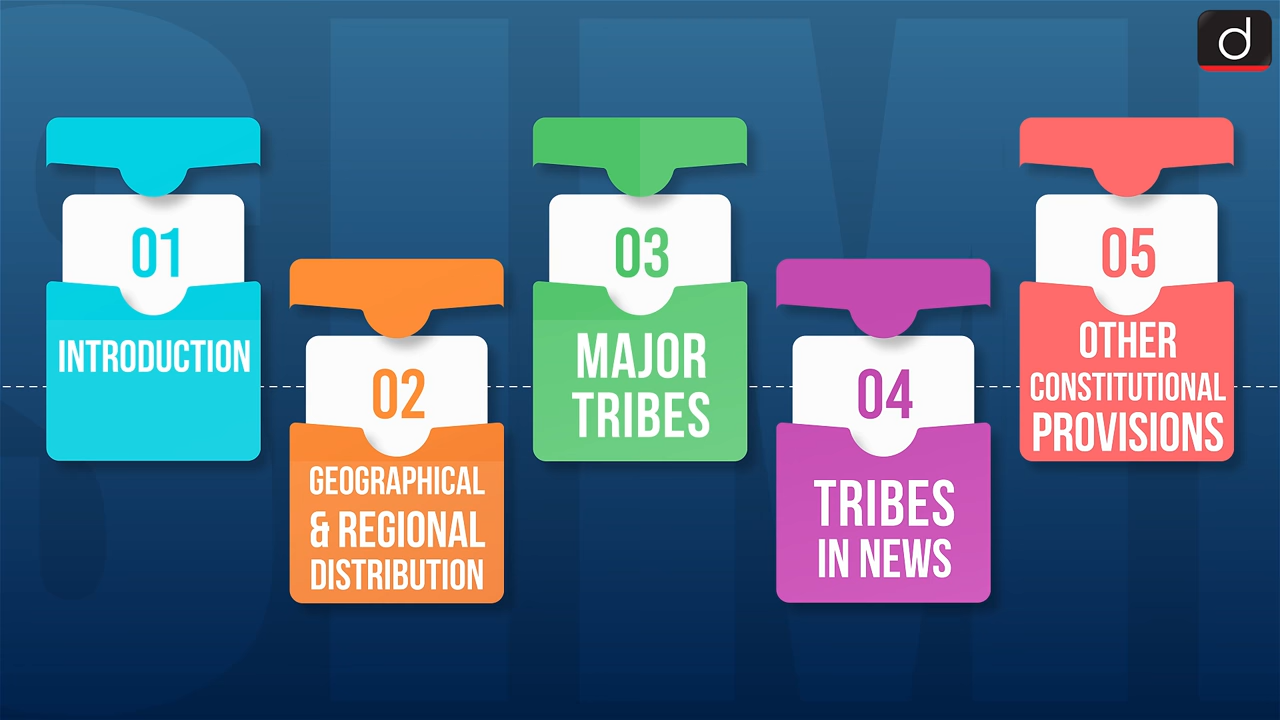 d
01
INTRODUCTION
02
GEOGRAPHICAL
& REGIONAL
DISTRIBUTION
03
MAJOR
TRIBES
04
TRIBES
IN NEWS
05
OTHER
CONSTITUTIONAL
PROVISIONS